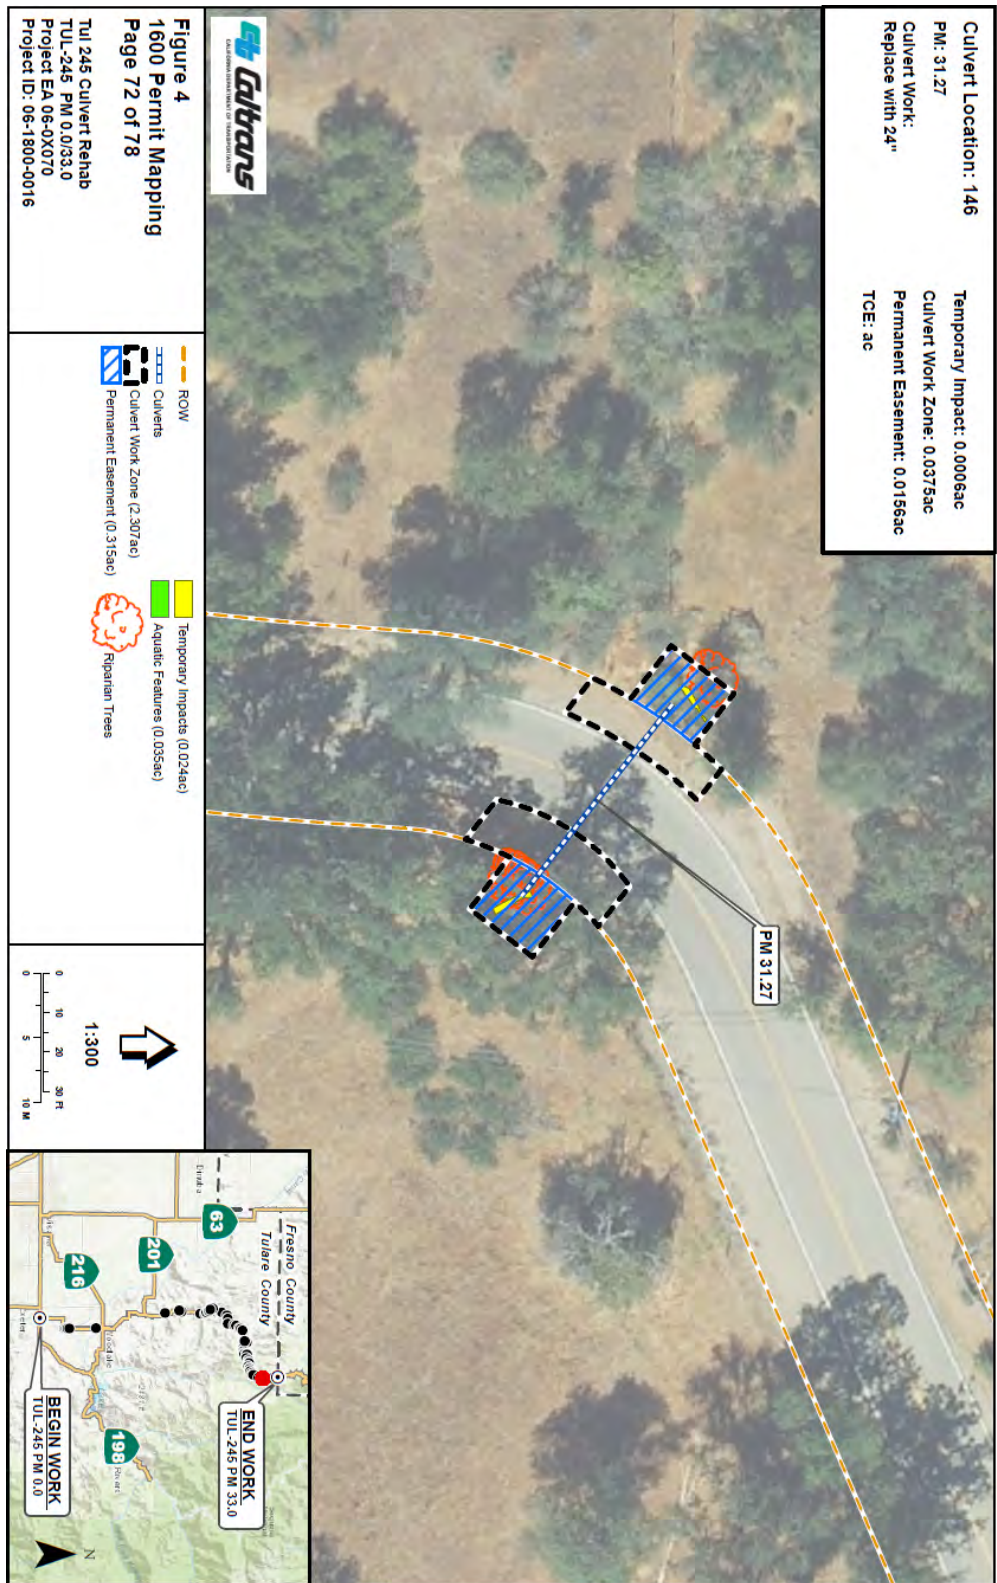 Culvert Location: 146
PM: 31.27
Culvert Work:
Replace with 24"
Temporary Impact: 0.0006ac
Culvert Work Zone: 0.0375ac
Permanent Easement: 0.0156ac
TCE: ac
PM 31.27
Caltrans
CALIFORNIA DEPARTMENT OF TRANSPORTATION
Figure 4
1600 Permit Mapping
Page 72 of 78
Tul 245 Culvert Rehab
TUL-245 PM 0.0/33.0
Project EA 06-0X070
Project ID: 06-1800-0016
ROW
Culverts
Culvert Work Zone (2.307ac)
Permanent Easement (0.315ac)
Temporary Impacts (0.024ac)
Aquatic Features (0.035ac)
Riparian Trees
1:300
0 10 20 30 Ft
0 5 10 M
Fresno County
Tulare County
63
201
216
198
Dinuba
END WORK
TUL-245 PM 33.0
BEGIN WORK
TUL-245 PM 0.0
N